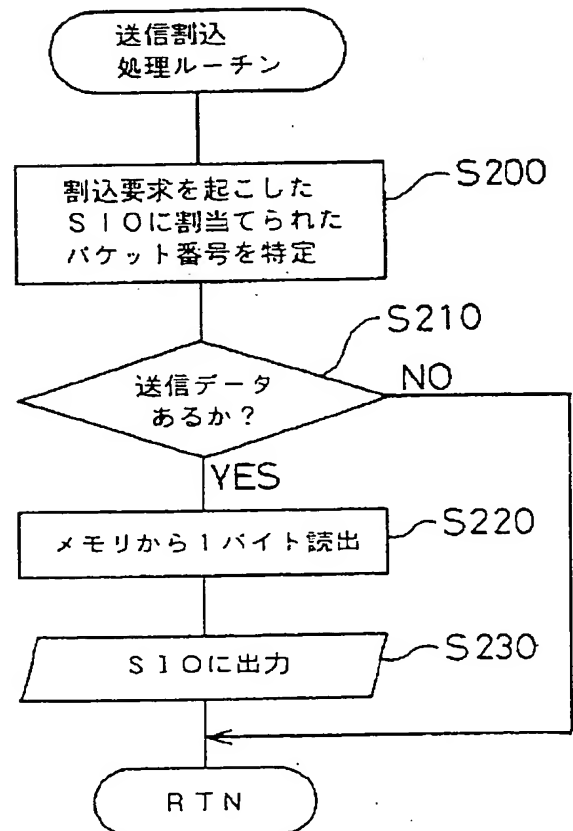 送信割込
処理ルーチン
割込要求を起こした
SIOに割当てられた
パケット番号を特定
S200
S210
送信データ
あるか？
NO
YES
メモリから1バイト読出
S220
SIOに出力
S230
RTN